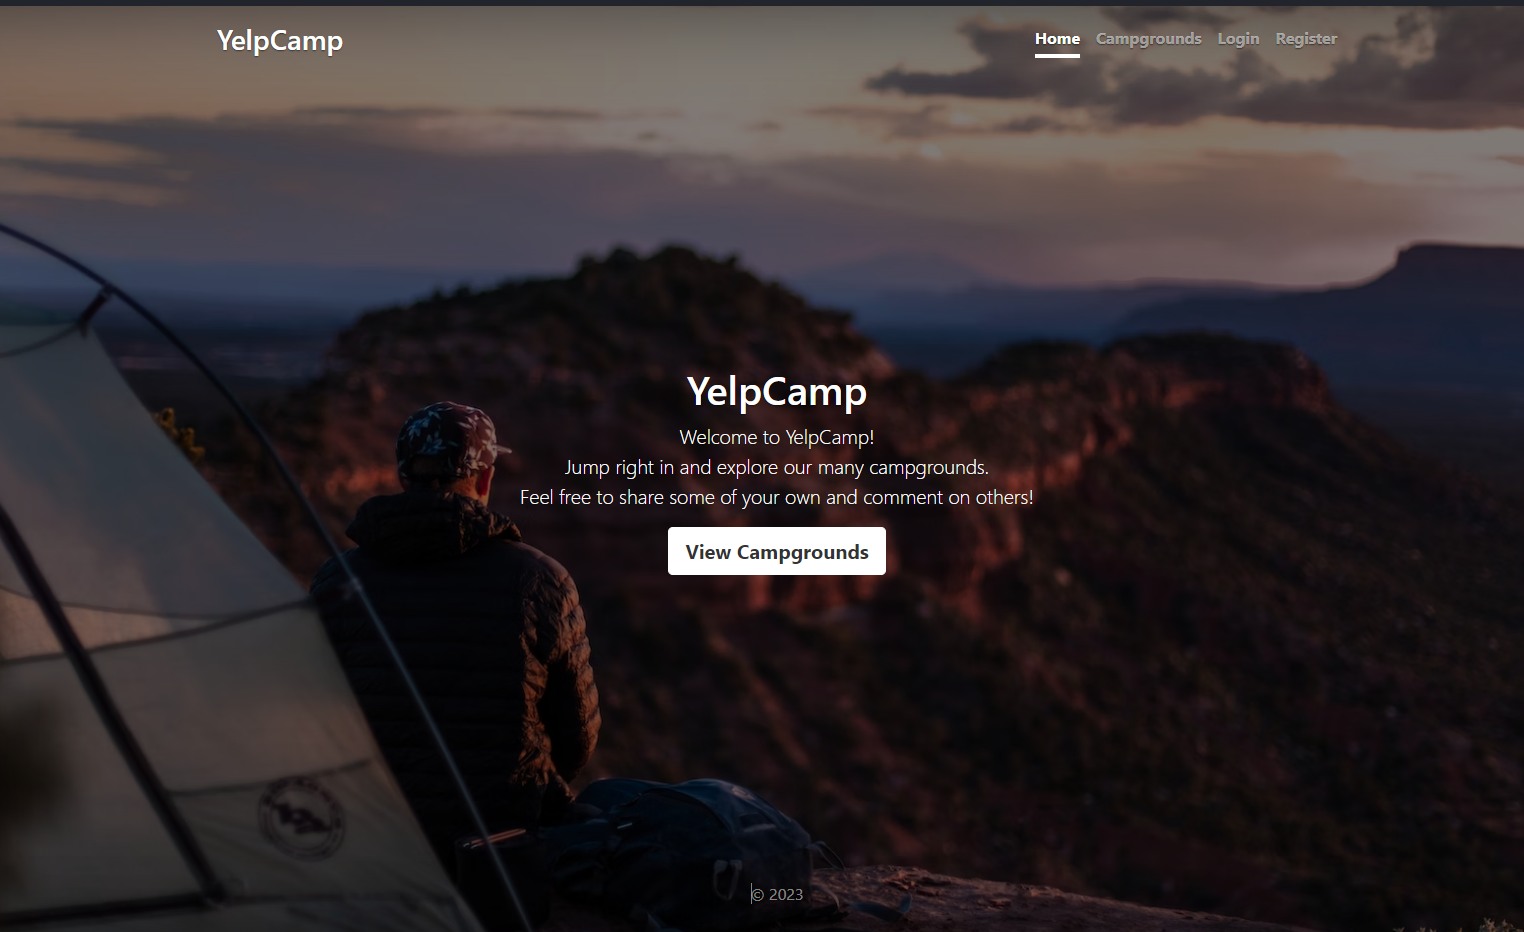 YelpCamp
Home Campgrounds Login Register
YelpCamp
Welcome to YelpCamp!
Jump right in and explore our many campgrounds.
Feel free to share some of your own and comment on others!
View Campgrounds
© 2023